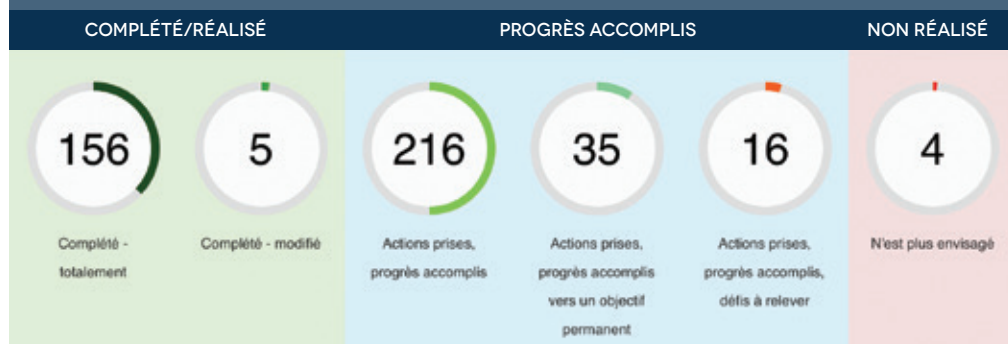 COMPLÉTÉ/RÉALISÉ
PROGRÈS ACCOMPLIS
NON RÉALISÉ
156
5
216
35
16
4
Complété -
totalement
Complété - modifié
Actions prises,
progrès accomplis
Actions prises,
progrès accomplis
vers un objectif
permanent
Actions prises,
progrès accomplis,
défis à relever
N'est plus envisagé